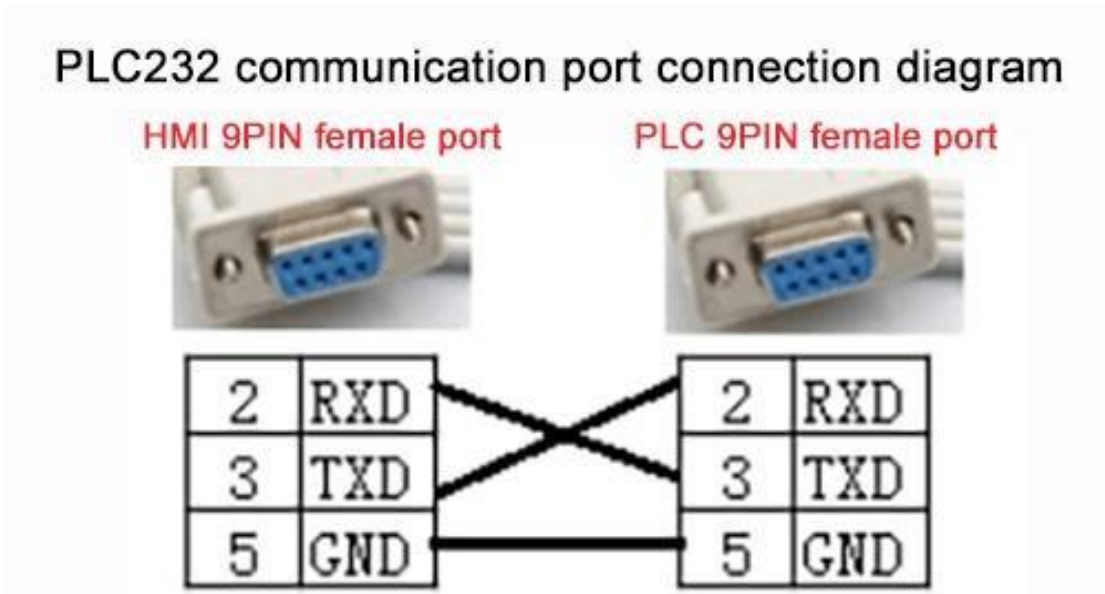 PLC232 communication port connection diagram
HMI 9PIN female port PLC 9PIN female port
2 RXD 2 RXD
3 TXD 3 TXD
5 GND 5 GND